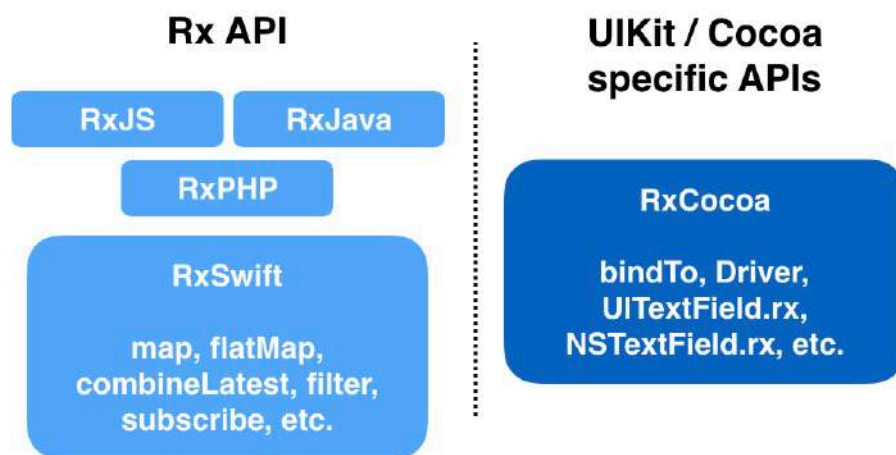 Rx API
RxJS
RxJava
RxPHP
RxSwift
map, flatMap,
combineLatest, filter,
subscribe, etc.
UIKit / Cocoa
specific APIs
RxCocoa
bindTo, Driver,
UITextField.rx,
NSTextField.rx, etc.